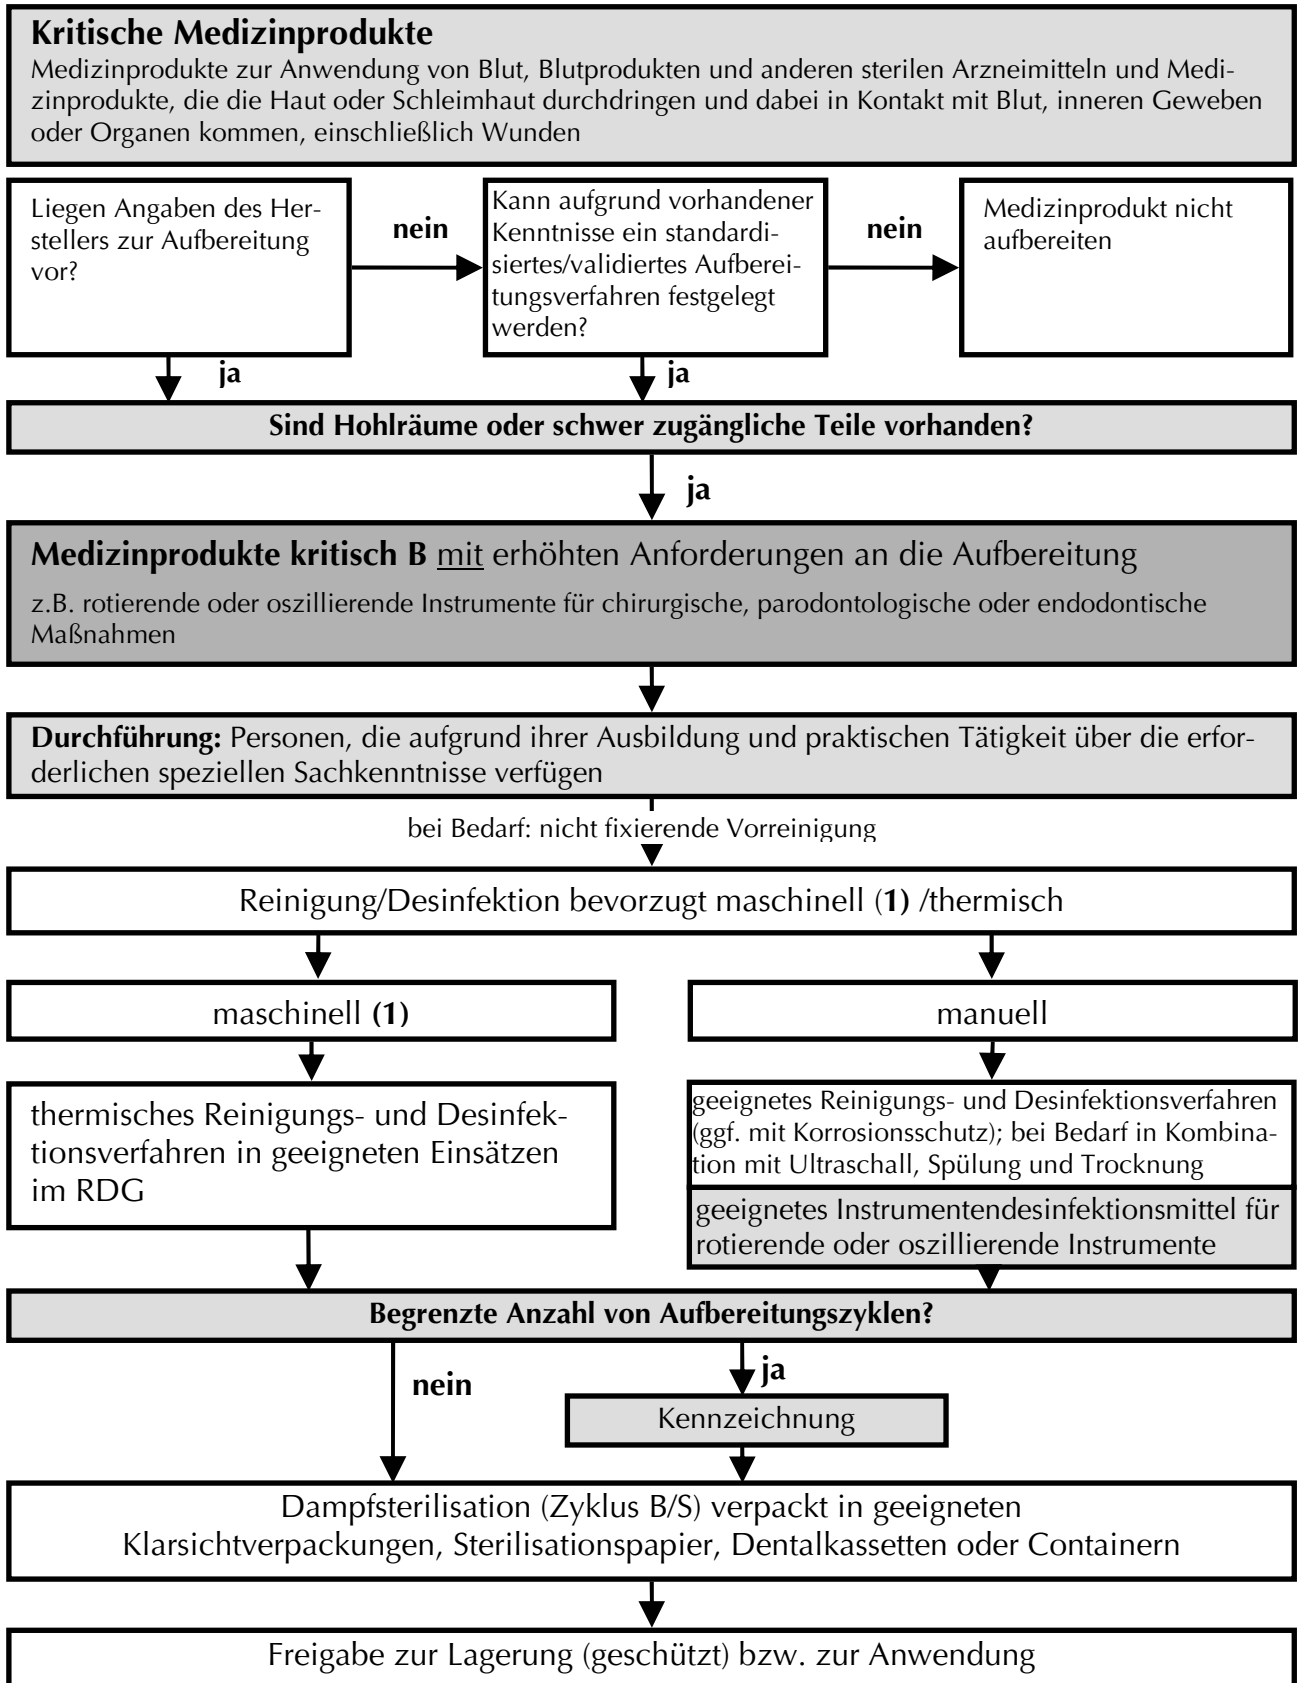 Kritische Medizinprodukte
Medizinprodukte zur Anwendung von Blut, Blutprodukten und anderen sterilen Arzneimitteln und Medi-
zinprodukte, die die Haut oder Schleimhaut durchdringen und dabei in Kontakt mit Blut, inneren Geweben
oder Organen kommen, einschließlich Wunden
Liegen Angaben des Her-
stellers zur Aufbereitung
vor?
nein
Kann aufgrund vorhandener
Kenntnisse ein standardi-
siertes/validiertes Aufberei-
tungsverfahren festgelegt
werden?
nein
Medizinprodukt nicht
aufbereiten
ja
ja
Sind Hohlräume oder schwer zugängliche Teile vorhanden?
ja
Medizinprodukte kritisch B mit erhöhten Anforderungen an die Aufbereitung
z.B. rotierende oder oszillierende Instrumente für chirurgische, parodontologische oder endodontische
Maßnahmen
Durchführung: Personen, die aufgrund ihrer Ausbildung und praktischen Tätigkeit über die erfor-
derlichen speziellen Sachkenntnisse verfügen
bei Bedarf: nicht fixierende Vorreinigung
Reinigung/Desinfektion bevorzugt maschinell (1) /thermisch
maschinell (1)
manuell
thermisches Reinigungs- und Desinfek-
tionsverfahren in geeigneten Einsätzen
im RDG
geeignetes Reinigungs- und Desinfektionsverfahren
(ggf. mit Korrosionsschutz); bei Bedarf in Kombina-
tion mit Ultraschall, Spülung und Trocknung
geeignetes Instrumentendesinfektionsmittel für
rotierende oder oszillierende Instrumente
Begrenzte Anzahl von Aufbereitungszyklen?
nein
ja
Kennzeichnung
Dampfsterilisation (Zyklus B/S) verpackt in geeigneten
Klarsichtverpackungen, Sterilisationspapier, Dentalkassetten oder Containern
Freigabe zur Lagerung (geschützt) bzw. zur Anwendung